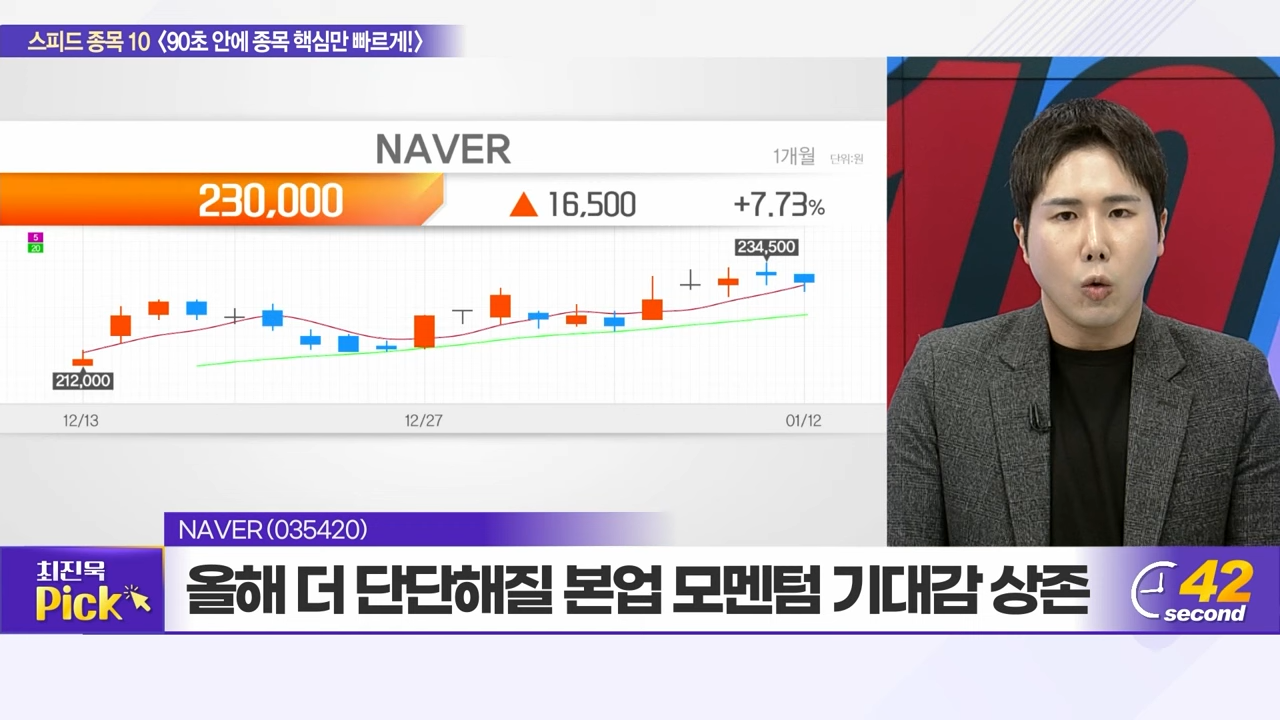 스피드 종목 10 〈90초 안에 종목 핵심만 빠르게!〉
NAVER
1개월 단위:원
230,000 ▲ 16,500 +7.73%
5
20
234,500
212,000
12/13 12/27 01/12
NAVER(035420)
최진욱
Pick
올해 더 단단해질 본업 모멘텀 기대감 상존
42
second
10